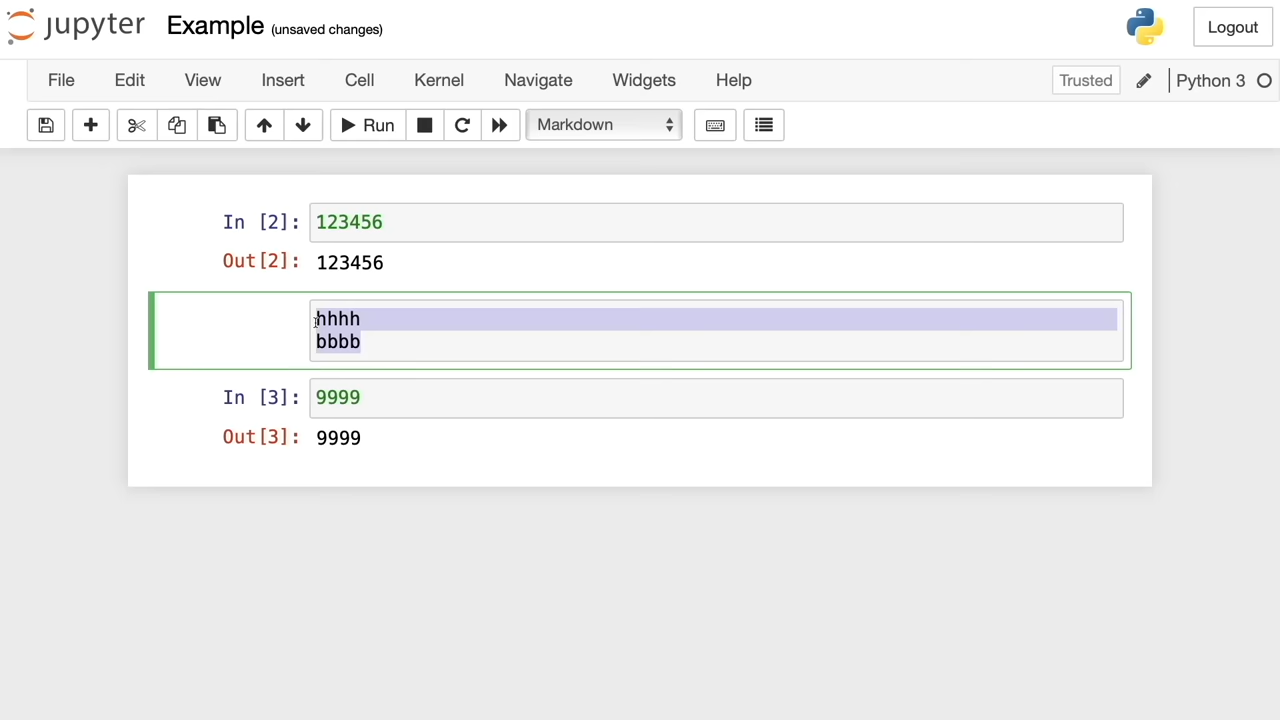 jupyter Example (unsaved changes) Logout
File Edit View Insert Cell Kernel Navigate Widgets Help Trusted Python 3
Run Markdown
In [2]: 123456
Out[2]: 123456
hhhh
bbbb
In [3]: 9999
Out[3]: 9999